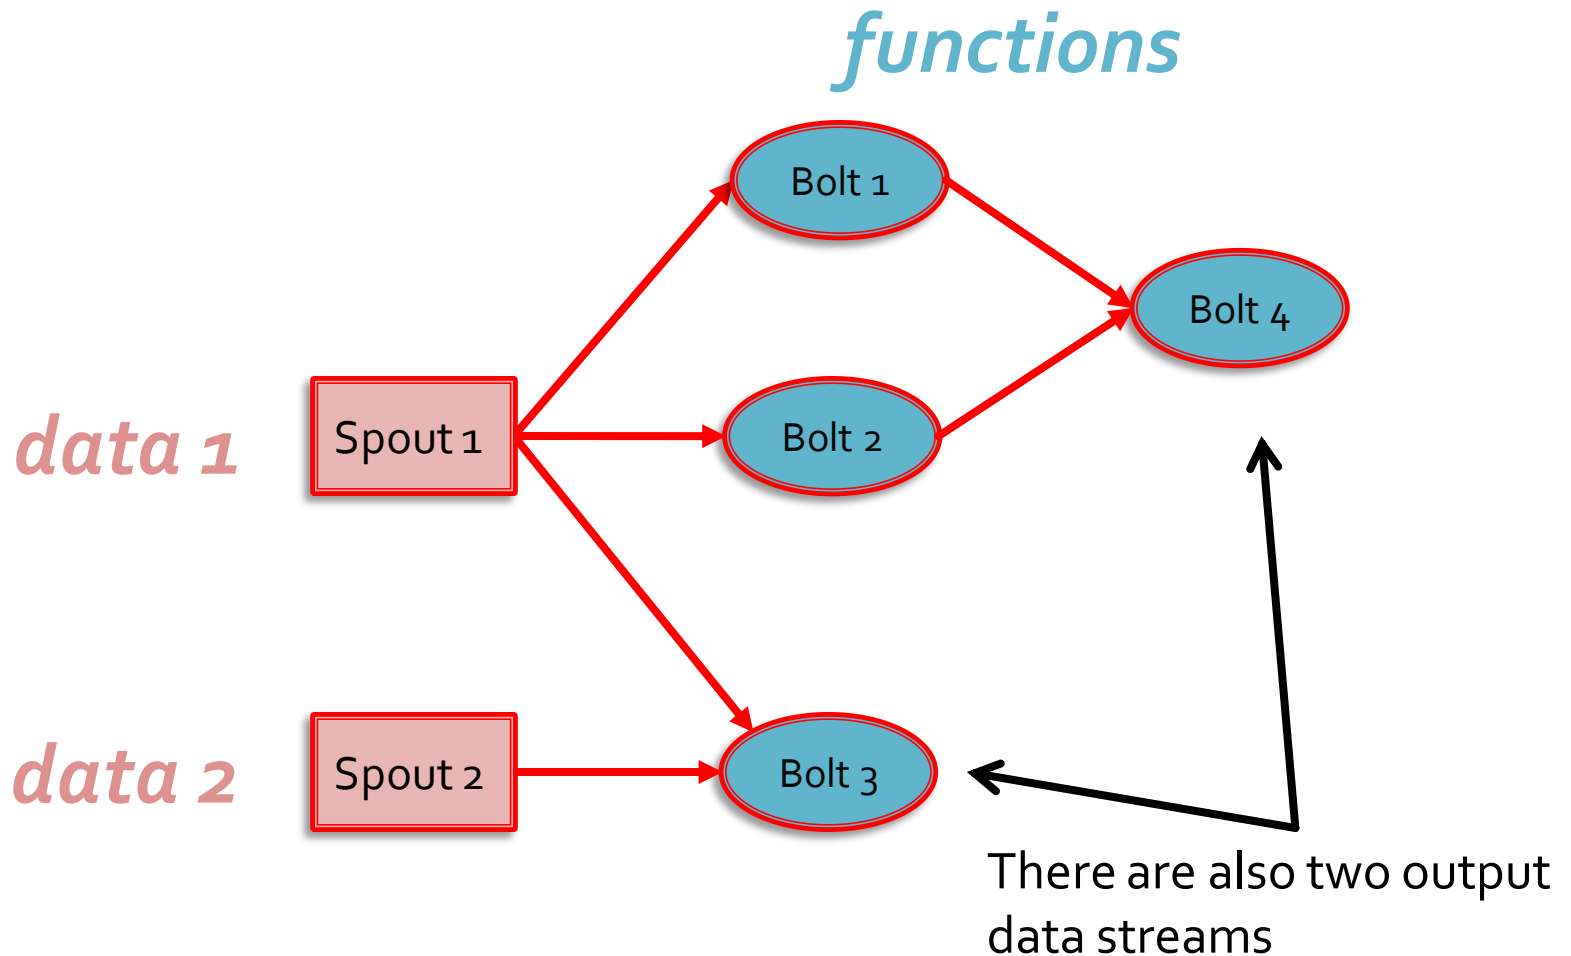 functions
Bolt 1
Bolt 4
data 1
Spout 1
Bolt 2
data 2
Spout 2
Bolt 3
There are also two output
data streams